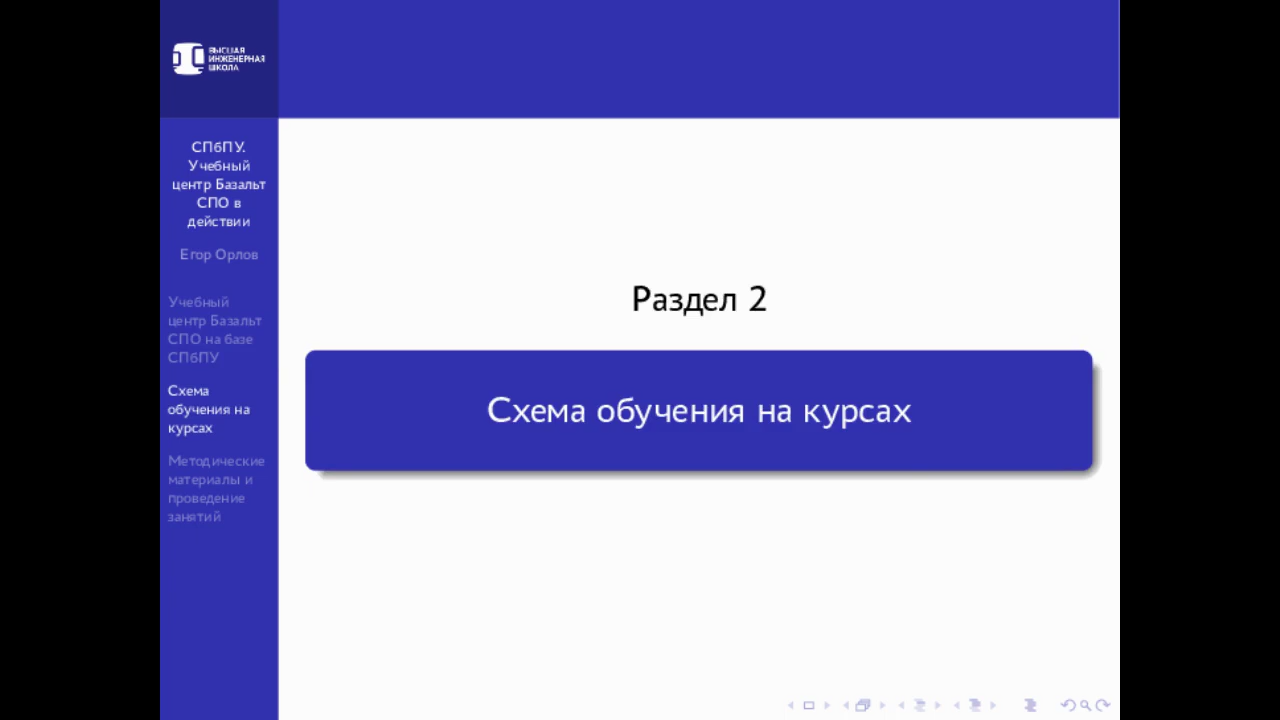 ВЫСШАЯ
ИНЖЕНЕРНАЯ
ШКОЛА
СПбПУ.
Учебный
центр Базальт
СПО в
действии
Егор Орлов
Учебный
центр Базальт
СПО на базе
СПбПУ
Схема
обучения на
курсах
Методические
материалы и
проведение
занятий
Раздел 2
Схема обучения на курсах